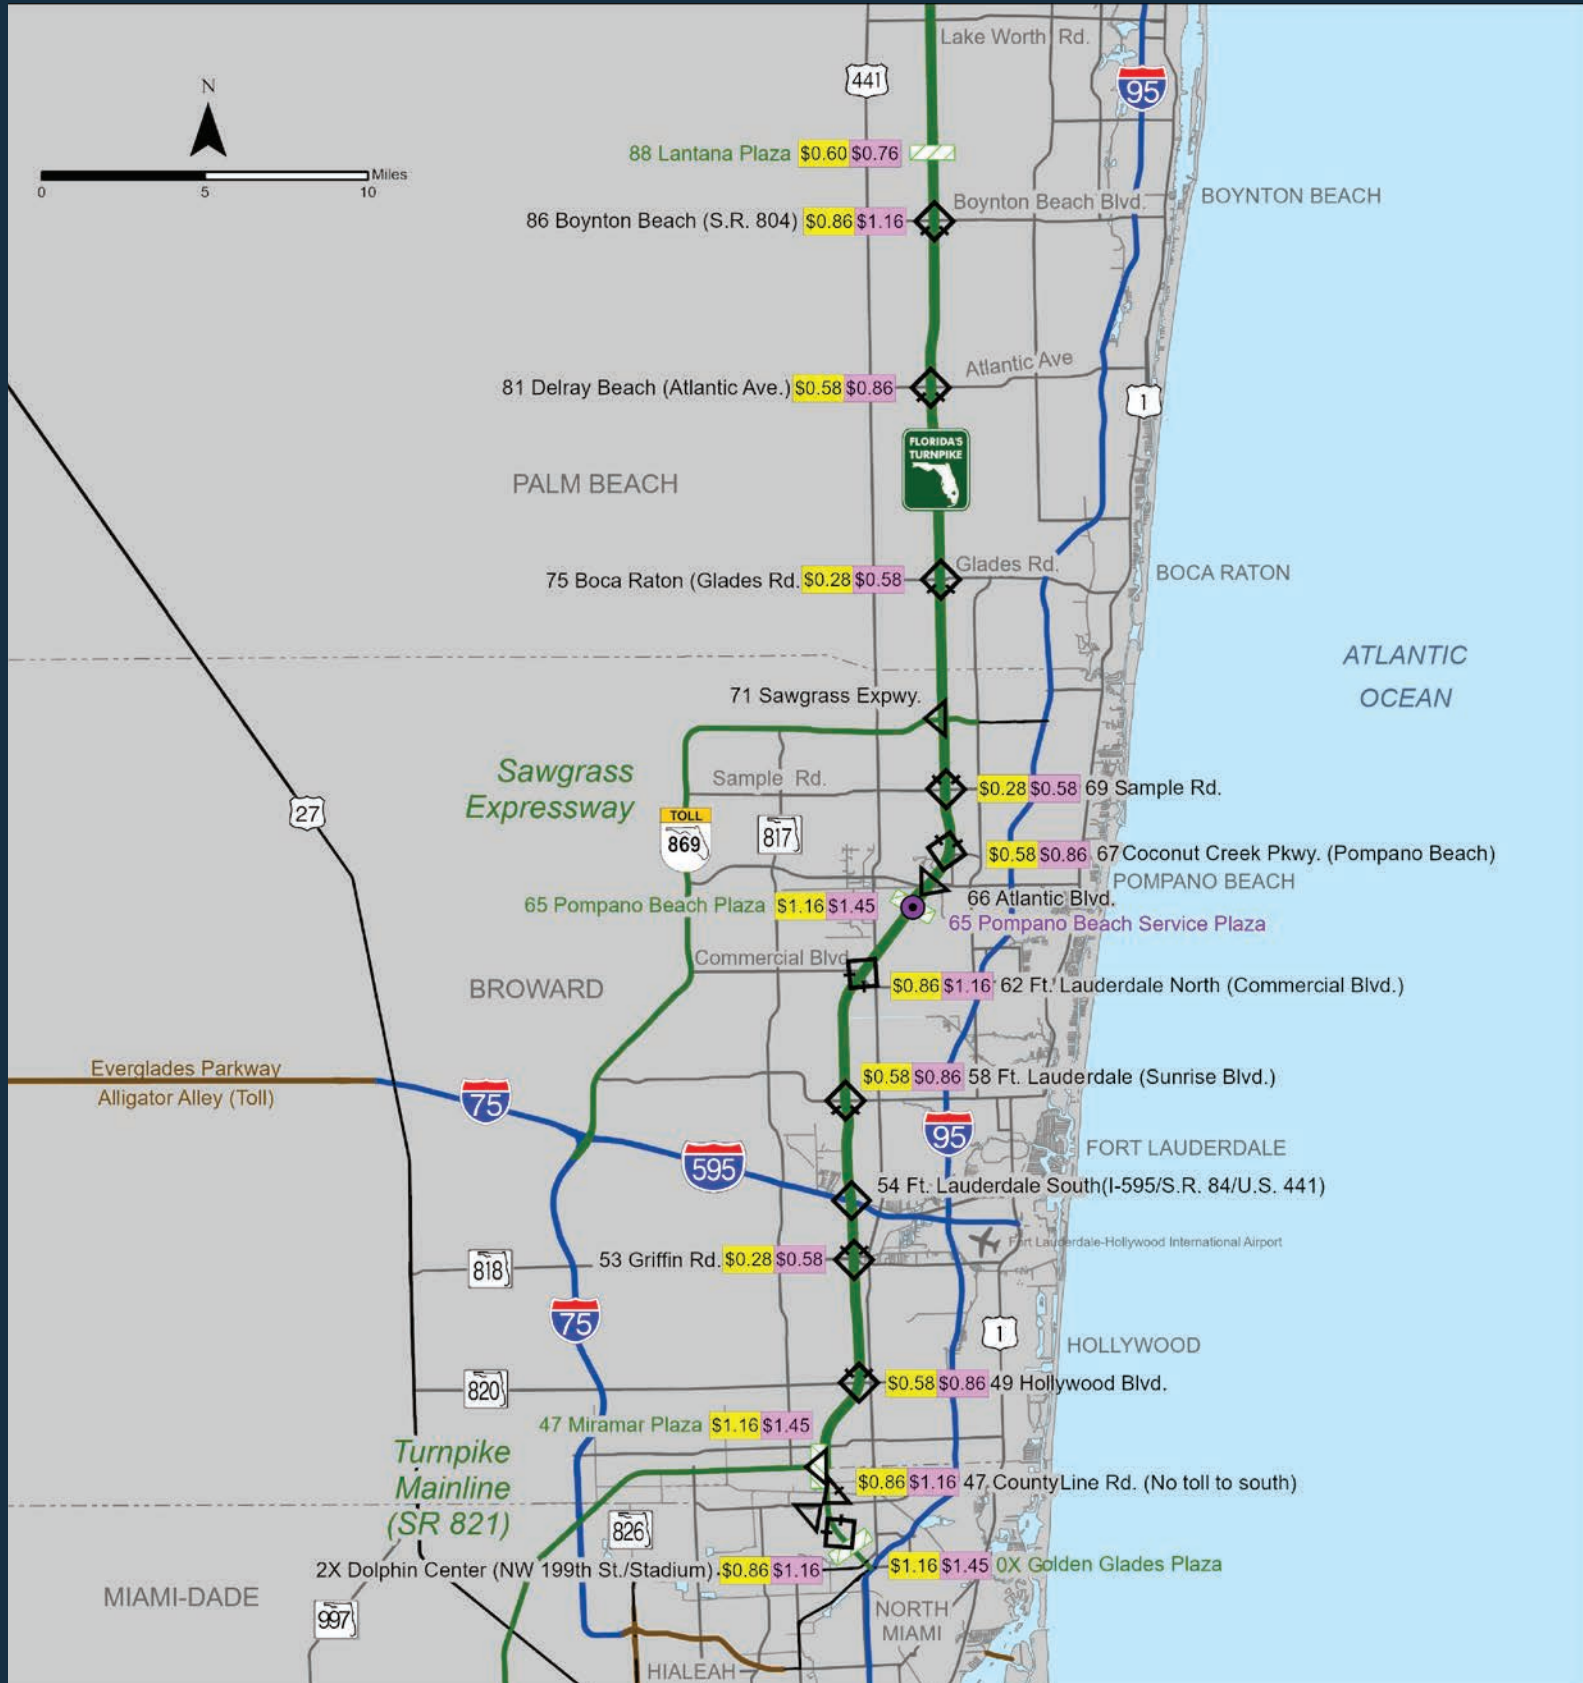 Lake Worth Rd.
441
95
N
Miles
0 5 10
88 Lantana Plaza $0.60 $0.76
Boynton Beach Blvd.
BOYNTON BEACH
86 Boynton Beach (S.R. 804) $0.86 $1.16
Atlantic Ave
81 Delray Beach (Atlantic Ave.) $0.58 $0.86
1
FLORIDA'S
TURNPIKE
PALM BEACH
Glades Rd.
BOCA RATON
75 Boca Raton (Glades Rd. $0.28 $0.58
ATLANTIC
OCEAN
71 Sawgrass Expwy.
Sawgrass
Expressway
Sample Rd.
$0.28 $0.58 69 Sample Rd.
27
TOLL
869
817
$0.58 $0.86 67 Coconut Creek Pkwy. (Pompano Beach)
POMPANO BEACH
66 Atlantic Blvd.
65 Pompano Beach Plaza $1.16 $1.45
65 Pompano Beach Service Plaza
Commercial Blvd
BROWARD
$0.86 $1.16 62 Ft. Lauderdale North (Commercial Blvd.)
Everglades Parkway
Alligator Alley (Toll)
75
$0.58 $0.86 58 Ft. Lauderdale (Sunrise Blvd.)
95
FORT LAUDERDALE
595
54 Ft. Lauderdale South(I-595/S.R. 84/U.S. 441)
Fort Lauderdale-Hollywood International Airport
53 Griffin Rd. $0.28 $0.58
818
75
1
HOLLYWOOD
820
$0.58 $0.86 49 Hollywood Blvd.
47 Miramar Plaza $1.16 $1.45
Turnpike
Mainline
(SR 821)
$0.86 $1.16 47 CountyLine Rd. (No toll to south)
826
2X Dolphin Center (NW 199th St./Stadium) $0.86 $1.16
$1.16 $1.45 0X Golden Glades Plaza
MIAMI-DADE
997
NORTH
MIAMI
HIALEAH